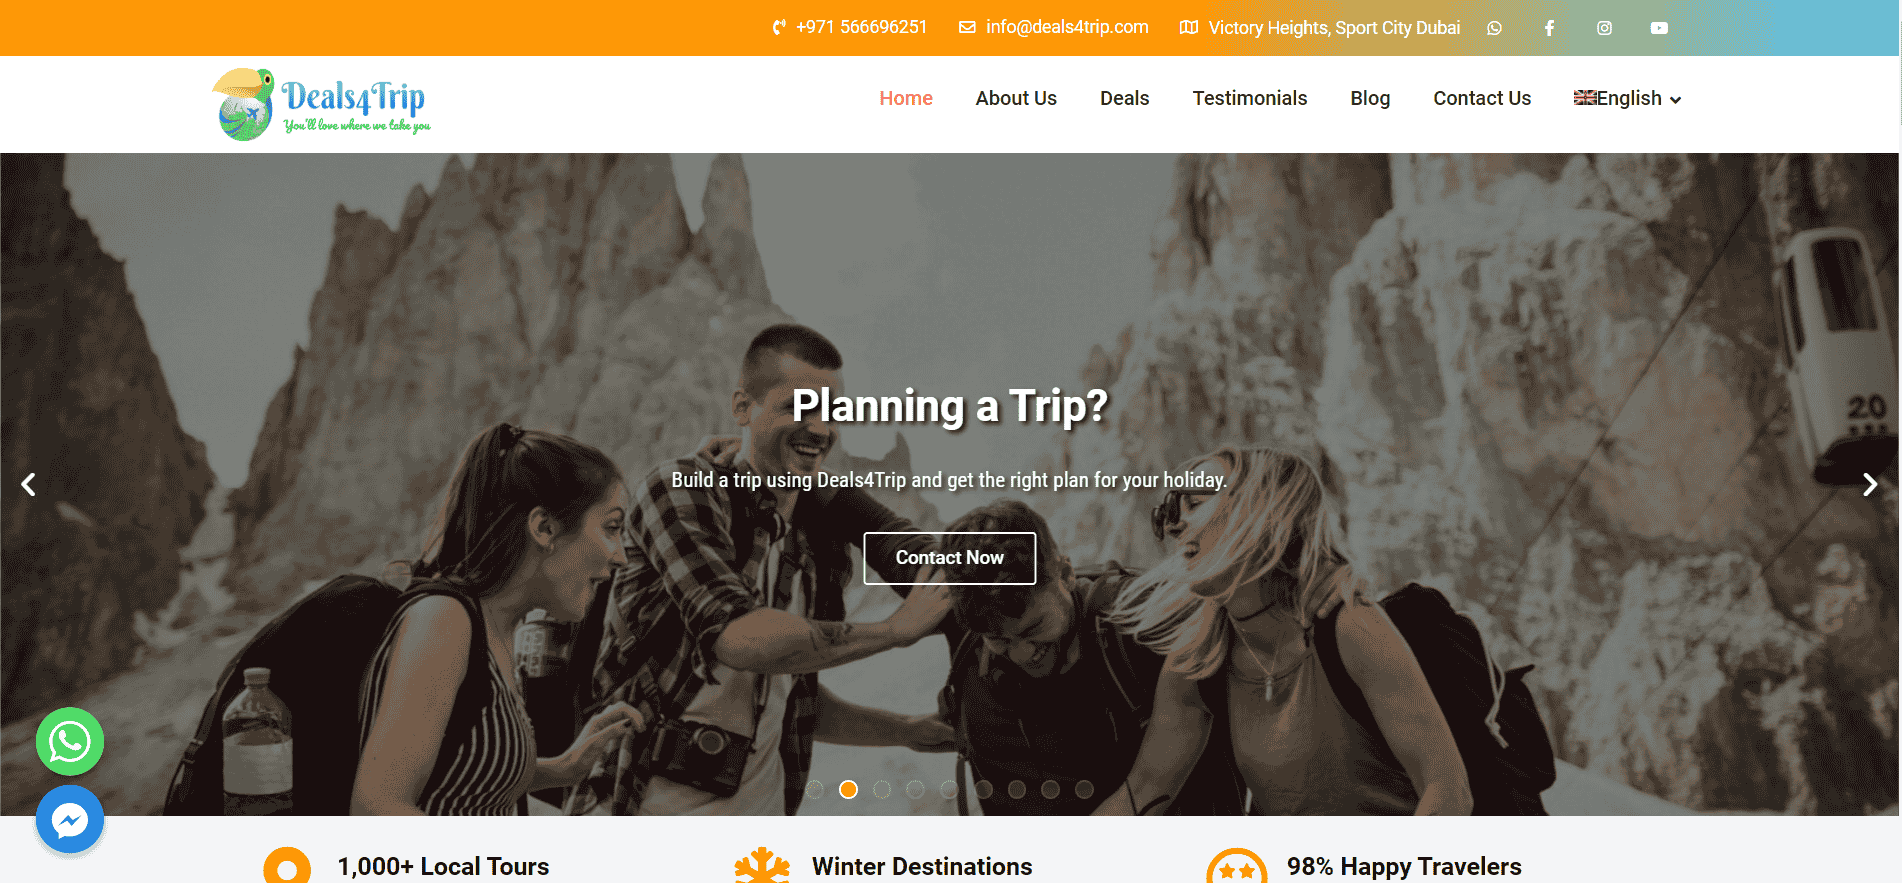 +971 566696251
info@deals4trip.com
Victory Heights, Sport City Dubai
Deals4Trip
You'll love where we take you
Home
About Us
Deals
Testimonials
Blog
Contact Us
English
20
Planning a Trip?
Build a trip using Deals4Trip and get the right plan for your holiday.
Contact Now
1,000+ Local Tours
Winter Destinations
98% Happy Travelers